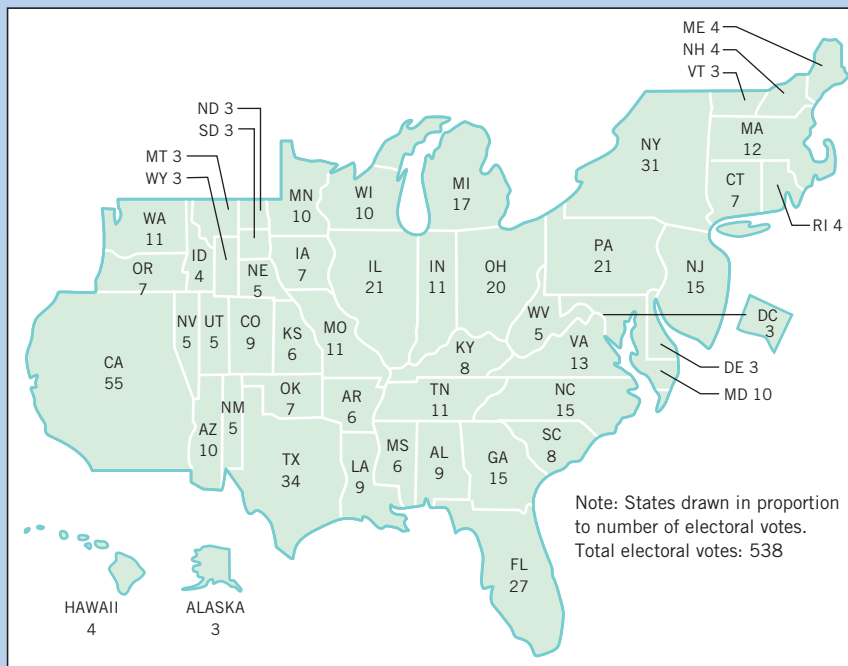 ME 4
NH 4
VT 3
ND 3
SD 3
MT 3
WY 3
NY
31
MA
12
CT
7
RI 4
WA
11
MN
10
WI
10
MI
17
OR
7
ID
4
NE
5
IA
7
IL
21
IN
11
OH
20
PA
21
NJ
15
DC
3
DE 3
MD 10
CA
55
NV
5
UT
5
CO
9
KS
6
MO
11
KY
8
WV
5
VA
13
AZ
10
NM
5
OK
7
AR
6
TN
11
NC
15
TX
34
LA
9
MS
6
AL
9
GA
15
SC
8
FL
27
Note: States drawn in proportion
to number of electoral votes.
Total electoral votes: 538
HAWAII
4
ALASKA
3